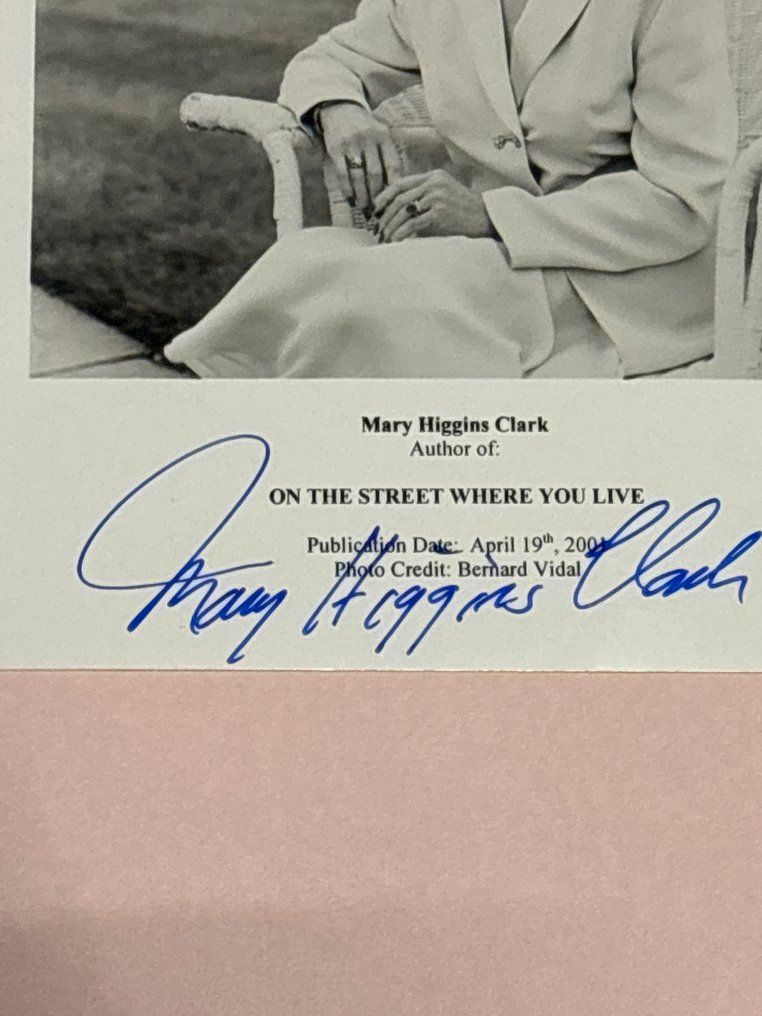 Mary Higgins Clark
Author of:
ON THE STREET WHERE YOU LIVE
Publication Date: April 19th, 2001
Photo Credit: Bernard Vidal
Mary Higgins Clark